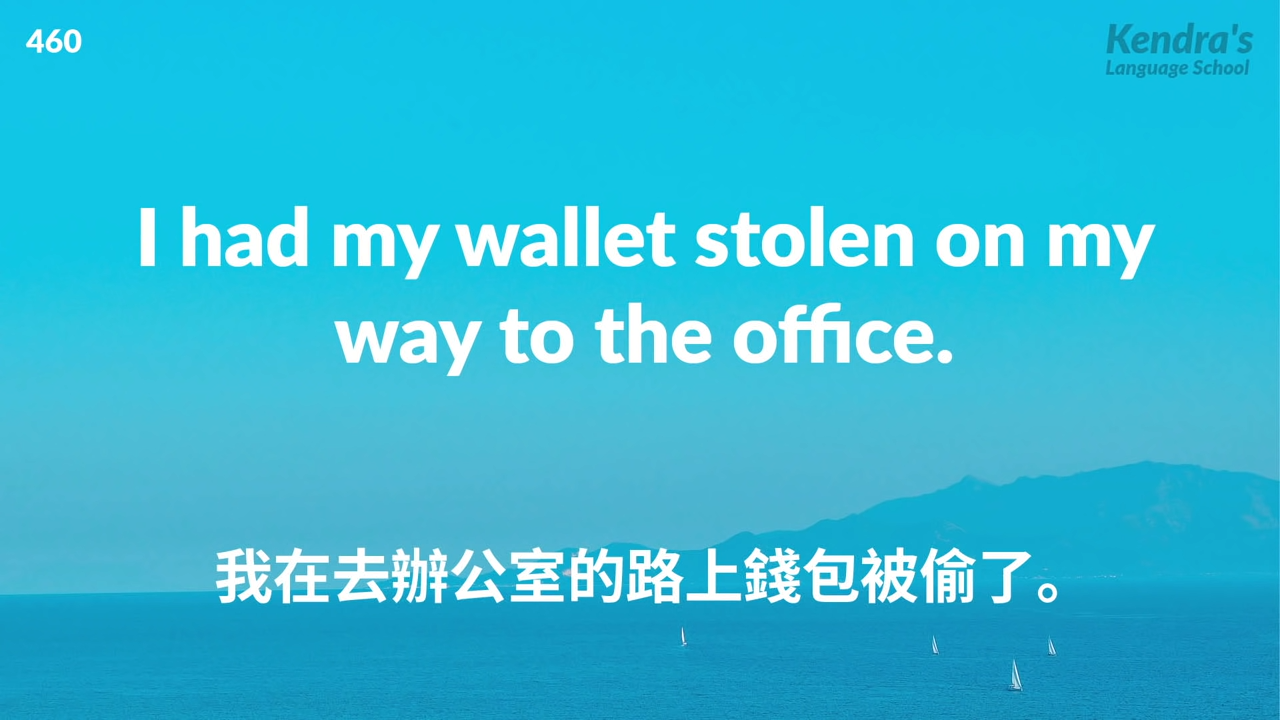 460
Kendra's
Language School
I had my wallet stolen on my
way to the office.
我在去辦公室的路上錢包被偷了。